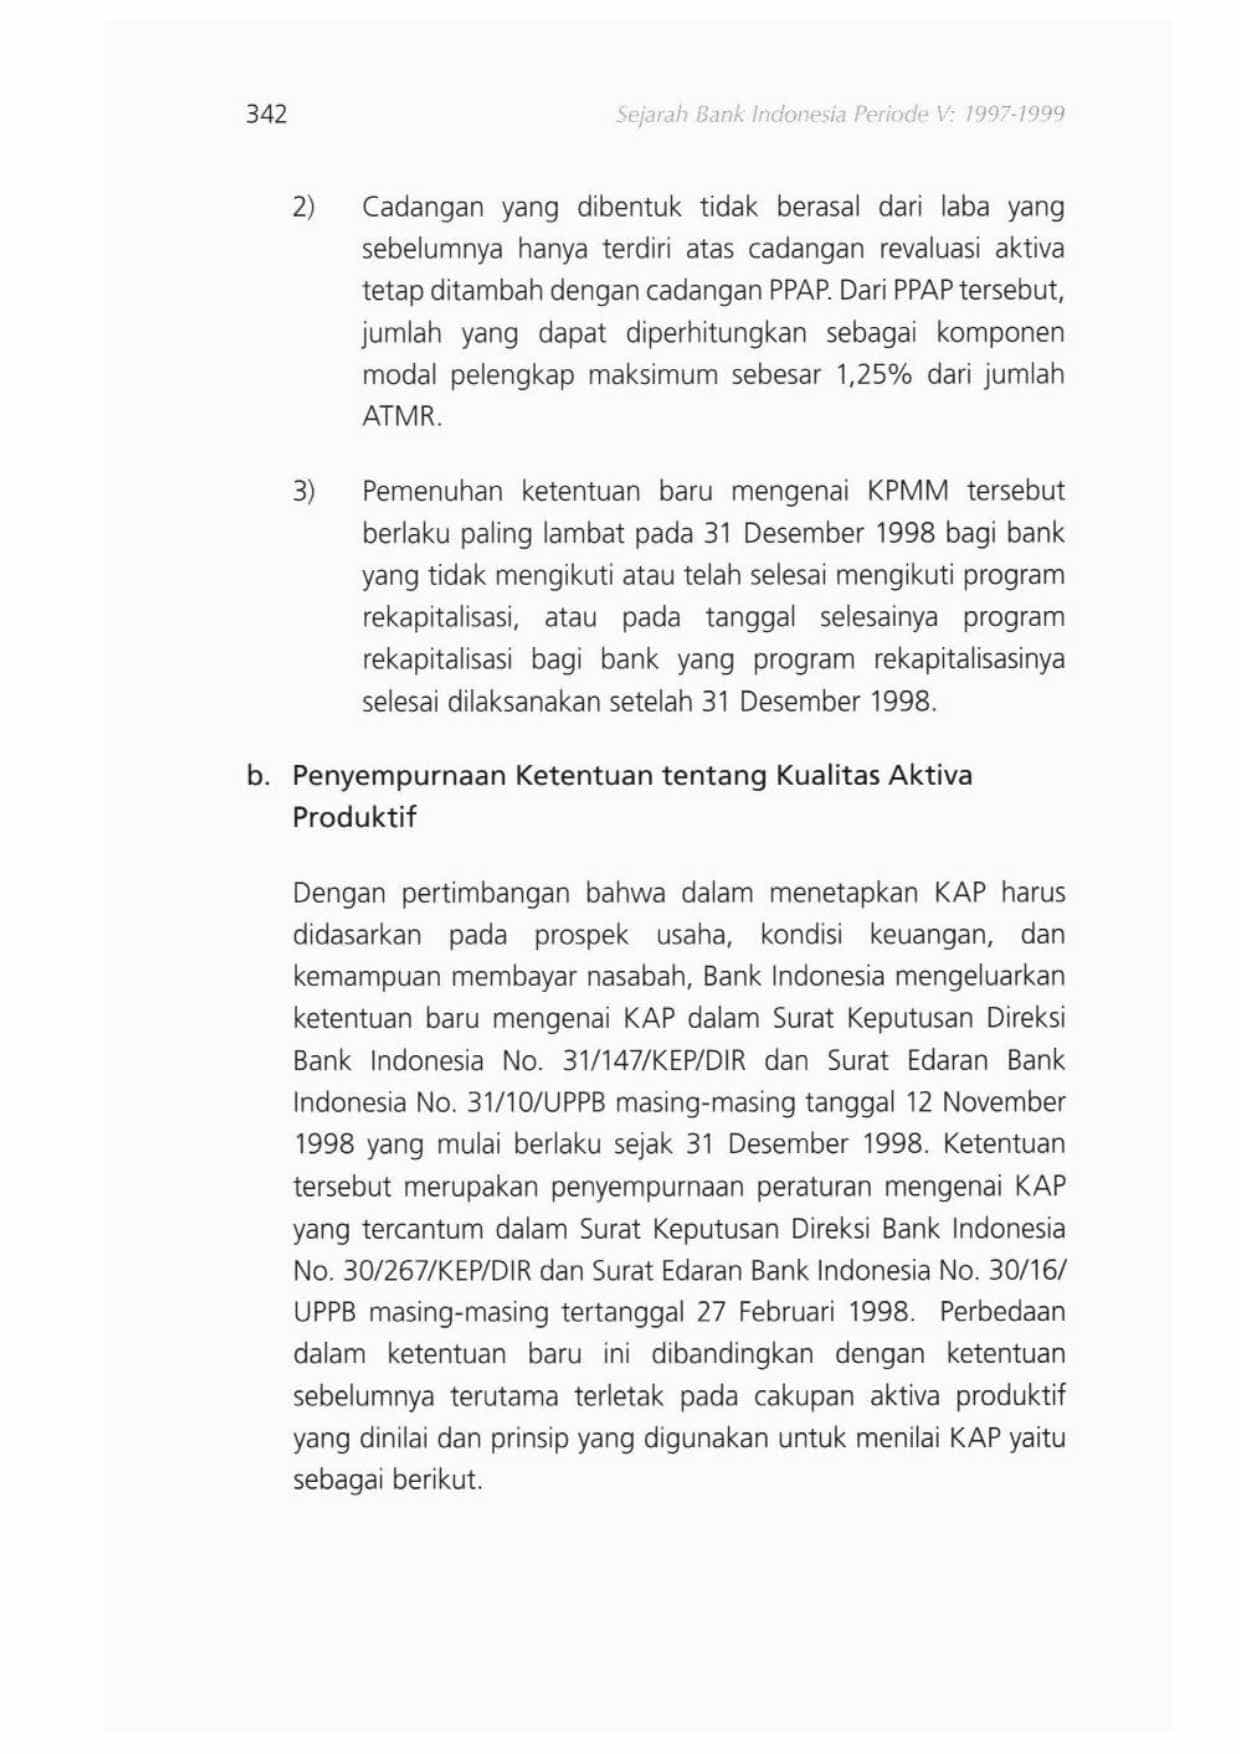 342
Sejarah Bank Indonesia Periode V: 1997-1999
2) Cadangan yang dibentuk tidak berasal dari laba yang
sebelumnya hanya terdiri atas cadangan revaluasi aktiva
tetap ditambah dengan cadangan PPAP. Dari PPAP tersebut,
jumlah yang dapat diperhitungkan sebagai komponen
modal pelengkap maksimum sebesar 1,25% dari jumlah
ATMR.
3) Pemenuhan ketentuan baru mengenai KPMM tersebut
berlaku paling lambat pada 31 Desember 1998 bagi bank
yang tidak mengikuti atau telah selesai mengikuti program
rekapitalisasi, atau pada tanggal selesainya program
rekapitalisasi bagi bank yang program rekapitalisasinya
selesai dilaksanakan setelah 31 Desember 1998.
b. Penyempurnaan Ketentuan tentang Kualitas Aktiva
Produktif
Dengan pertimbangan bahwa dalam menetapkan KAP harus
didasarkan pada prospek usaha, kondisi keuangan, dan
kemampuan membayar nasabah, Bank Indonesia mengeluarkan
ketentuan baru mengenai KAP dalam Surat Keputusan Direksi
Bank Indonesia No. 31/147/KEP/DIR dan Surat Edaran Bank
Indonesia No. 31/10/UPPB masing-masing tanggal 12 November
1998 yang mulai berlaku sejak 31 Desember 1998. Ketentuan
tersebut merupakan penyempurnaan peraturan mengenai KAP
yang tercantum dalam Surat Keputusan Direksi Bank Indonesia
No. 30/267/KEP/DIR dan Surat Edaran Bank Indonesia No. 30/16/
UPPB masing-masing tertanggal 27 Februari 1998. Perbedaan
dalam ketentuan baru ini dibandingkan dengan ketentuan
sebelumnya terutama terletak pada cakupan aktiva produktif
yang dinilai dan prinsip yang digunakan untuk menilai KAP yaitu
sebagai berikut.